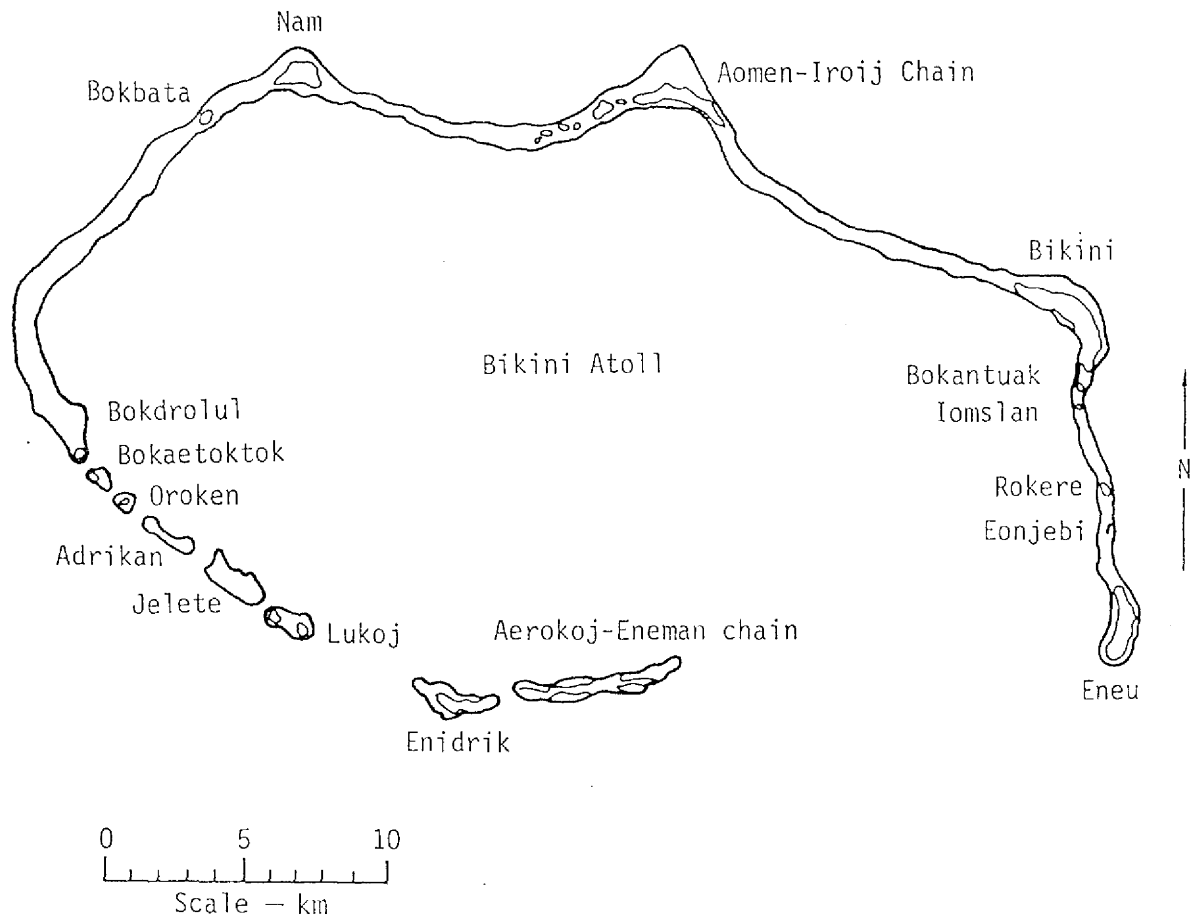 Nam
Aomen-Iroij Chain
Bokbata
Bikini
Bikini Atoll
Bokantuak
Iomslan
Bokdrolul
Bokaetoktok
Oroken
Rokere
N
Eonjebi
Adrikan
Jelete
Lukoj
Aerokoj-Eneman chain
Eneu
Enidrik
0 5 10
Scale — km